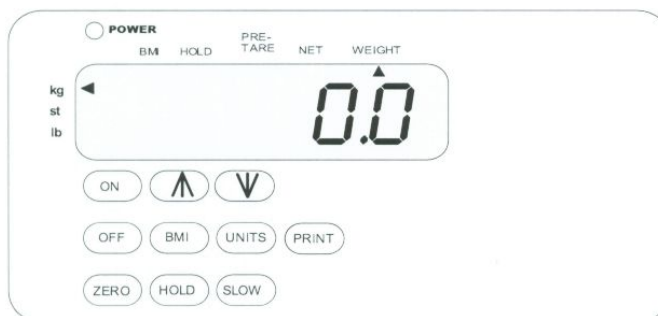 POWER
BMI HOLD PRE-TARE NET WEIGHT
kg
st
lb
0.0
ON
OFF BMI UNITS PRINT
ZERO HOLD SLOW